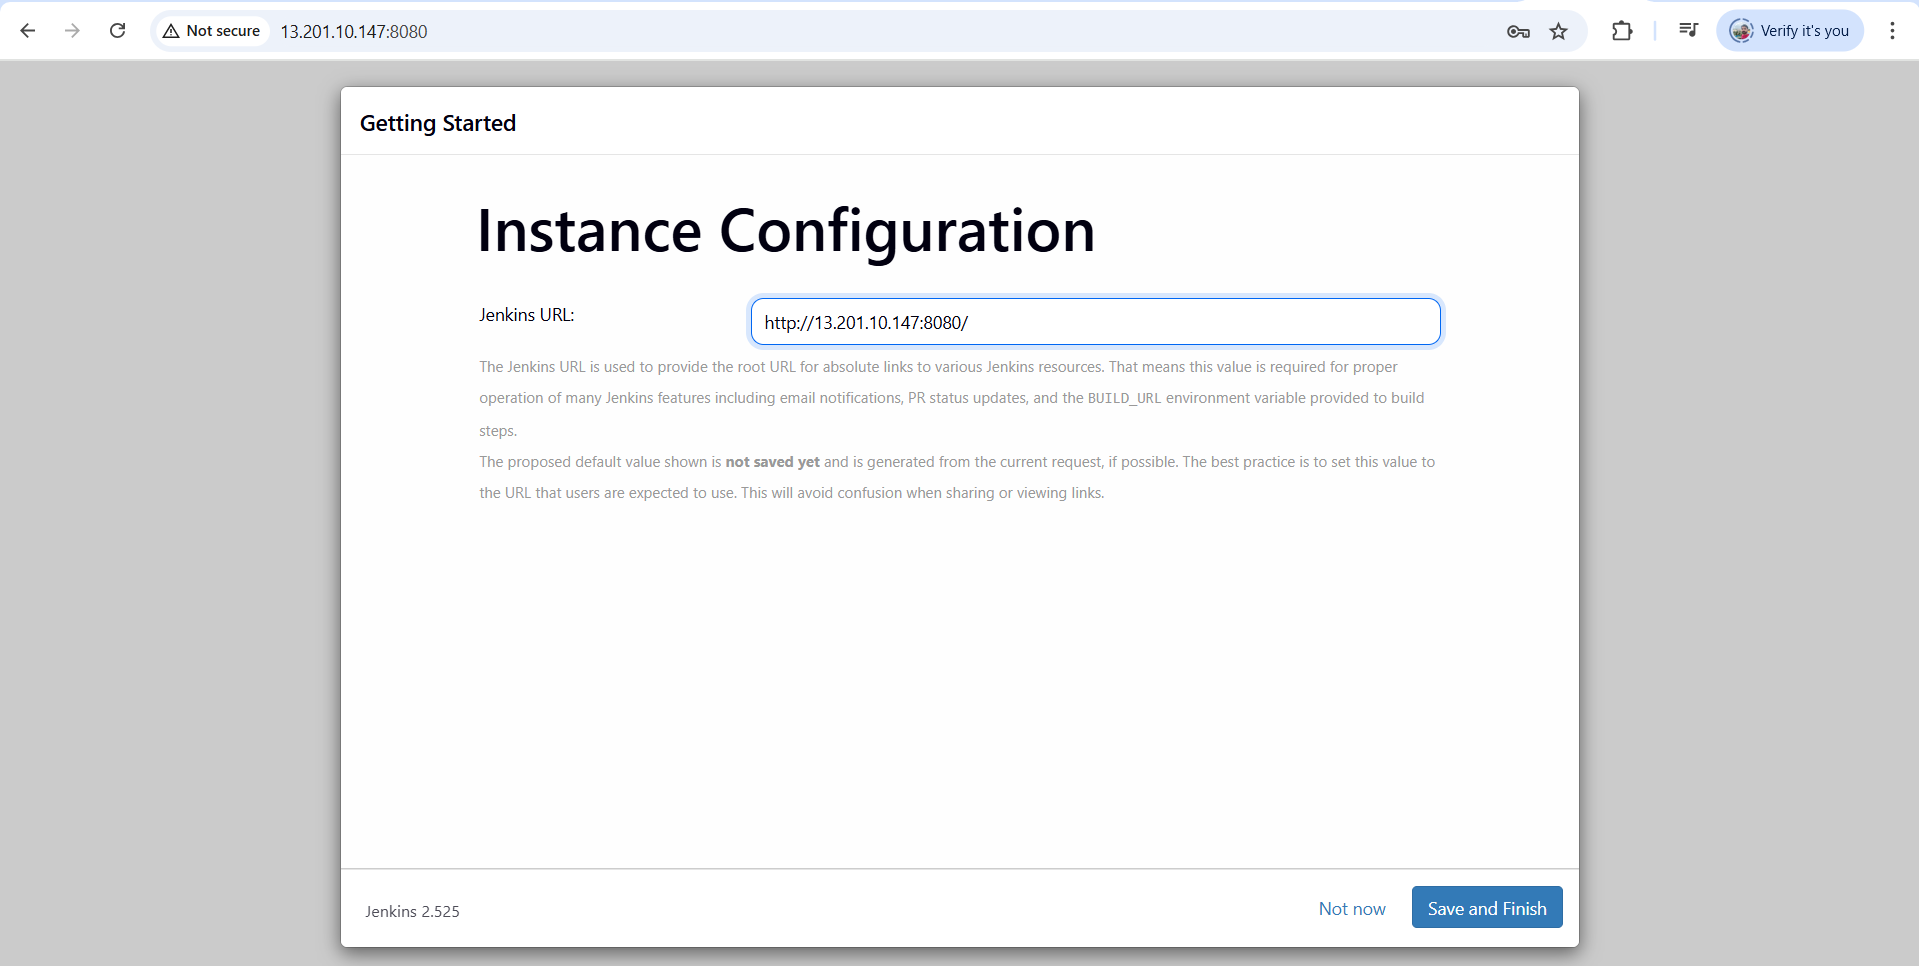 Not secure
13.201.10.147:8080
Verify it's you
Getting Started
Instance Configuration
Jenkins URL:
http://13.201.10.147:8080/
The Jenkins URL is used to provide the root URL for absolute links to various Jenkins resources. That means this value is required for proper
operation of many Jenkins features including email notifications, PR status updates, and the BUILD_URL environment variable provided to build
steps.
The proposed default value shown is not saved yet and is generated from the current request, if possible. The best practice is to set this value to
the URL that users are expected to use. This will avoid confusion when sharing or viewing links.
Jenkins 2.525
Not now
Save and Finish